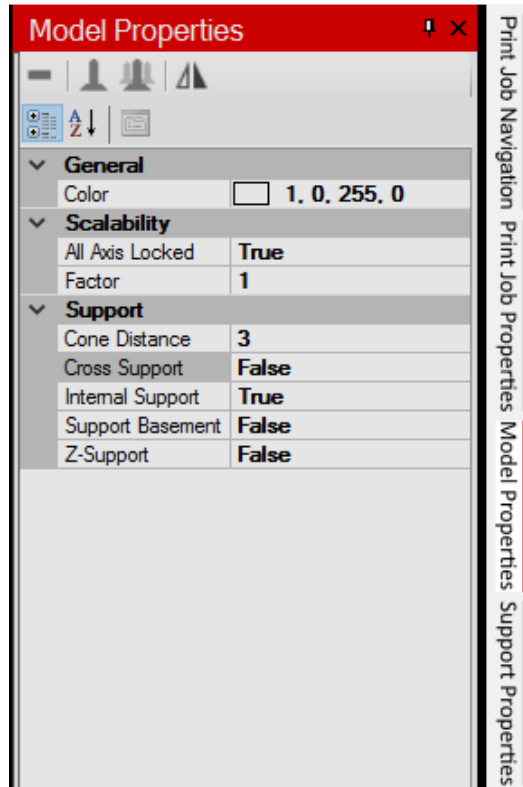 Model Properties
A
Z
General
Color 1, 0, 255, 0
Scalability
All Axis Locked True
Factor 1
Support
Cone Distance 3
Cross Support False
Internal Support True
Support Basement False
Z-Support False
Print Job Navigation
Print Job Properties
Model Properties
Support Properties